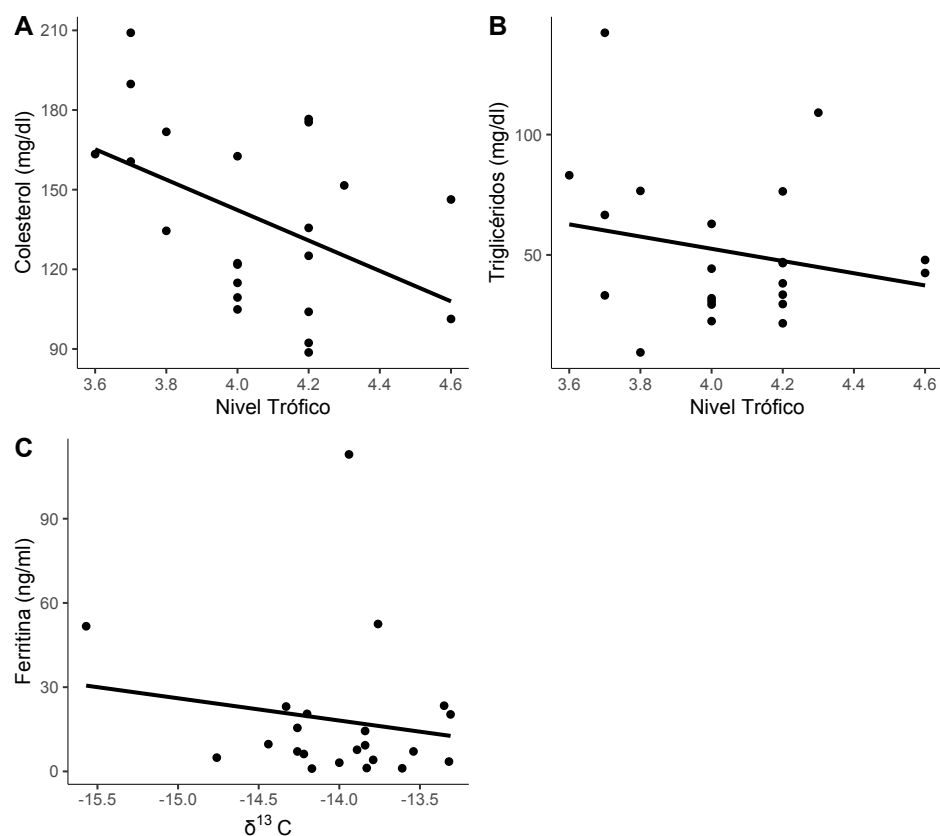 A
Colesterol (mg/dl)
210
180
150
120
90
3.6 3.8 4.0 4.2 4.4 4.6
Nivel Trófico
B
Triglicéridos (mg/dl)
100
50
3.6 3.8 4.0 4.2 4.4 4.6
Nivel Trófico
C
Ferritina (ng/ml)
90
60
30
0
-15.5 -15.0 -14.5 -14.0 -13.5
δ¹³ C